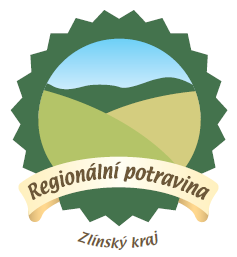 Regionální potravina
Zlínský kraj